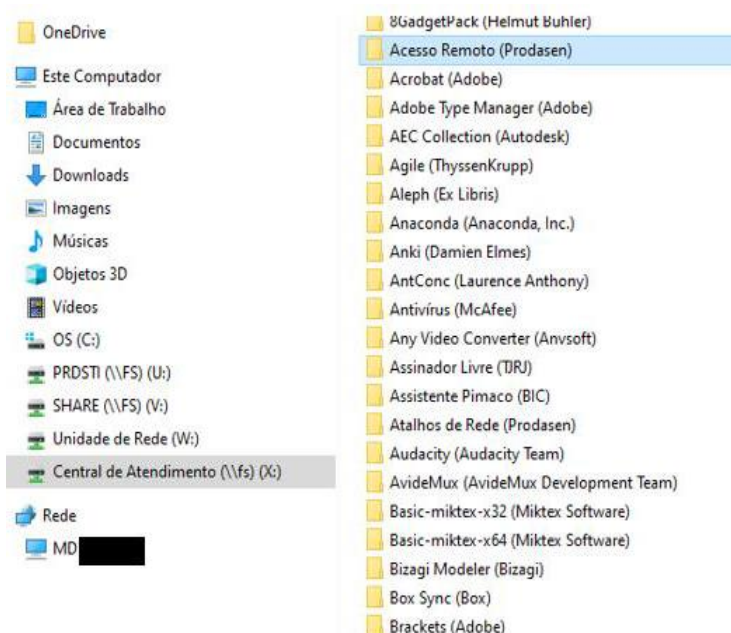 OneDrive
Este Computador
Área de Trabalho
Documentos
Downloads
Imagens
Músicas
Objetos 3D
Vídeos
OS (C:)
PRDSTI (\\FS) (U:)
SHARE (\\FS) (V:)
Unidade de Rede (W:)
Central de Atendimento (\\fs) (X:)
Rede
MD
8GadgetPack (Helmut Buhler)
Acesso Remoto (Prodasen)
Acrobat (Adobe)
Adobe Type Manager (Adobe)
AEC Collection (Autodesk)
Agile (ThyssenKrupp)
Aleph (Ex Libris)
Anaconda (Anaconda, Inc.)
Anki (Damien Elmes)
AntConc (Laurence Anthony)
Antivírus (McAfee)
Any Video Converter (Anvsoft)
Assinador Livre (TJRJ)
Assistente Pimaco (BIC)
Atalhos de Rede (Prodasen)
Audacity (Audacity Team)
AvideMux (AvideMux Development Team)
Basic-miktex-x32 (Miktex Software)
Basic-miktex-x64 (Miktex Software)
Bizagi Modeler (Bizagi)
Box Sync (Box)
Brackets (Adobe)